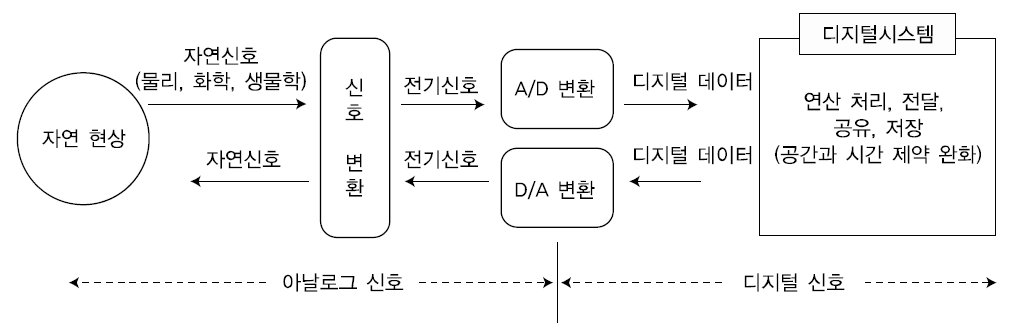 디지털시스템
자연신호
(물리, 화학, 생물학)
신호 변환
전기신호
A/D 변환
디지털 데이터
연산 처리, 전달,
공유, 저장
(공간과 시간 제약 완화)
자연 현상
자연신호
전기신호
D/A 변환
디지털 데이터
아날로그 신호
디지털 신호